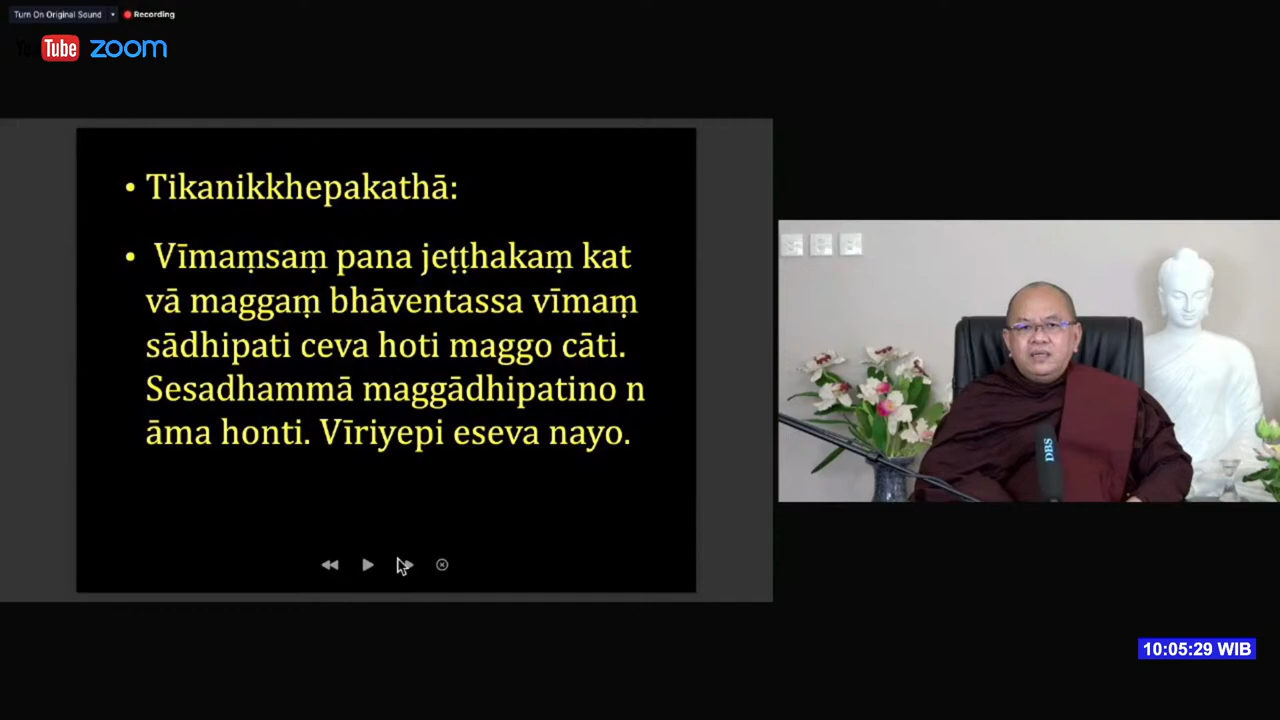 Turn On Original Sound
Recording
YouTube zoom
• Tikanikkhepakathā:
• Vīmaṃsaṃ pana jeṭṭhakaṃ kat
vā maggaṃ bhāventassa vīmaṃ
sādhipati ceva hoti maggo cāti.
Sesadhammā maggādhipatino n
āma honti. Vīriyepi eseva nayo.
DBS
10:05:29 WIB